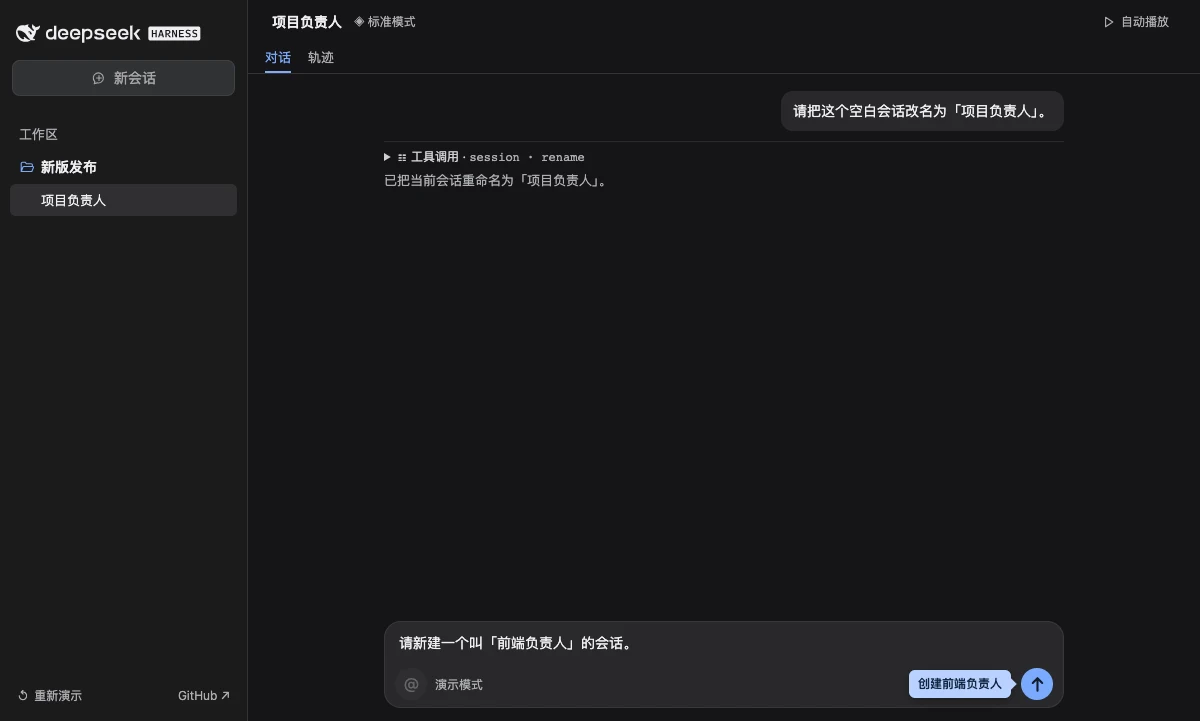 deepseek HARNESS
新会话
工作区
新版发布
项目负责人
重新演示
GitHub ↗
项目负责人 ◈ 标准模式
自动播放
对话 轨迹
请把这个空白会话改名为「项目负责人」。
工具调用 · session · rename
已把当前会话重命名为「项目负责人」。
请新建一个叫「前端负责人」的会话。
@ 演示模式
创建前端负责人